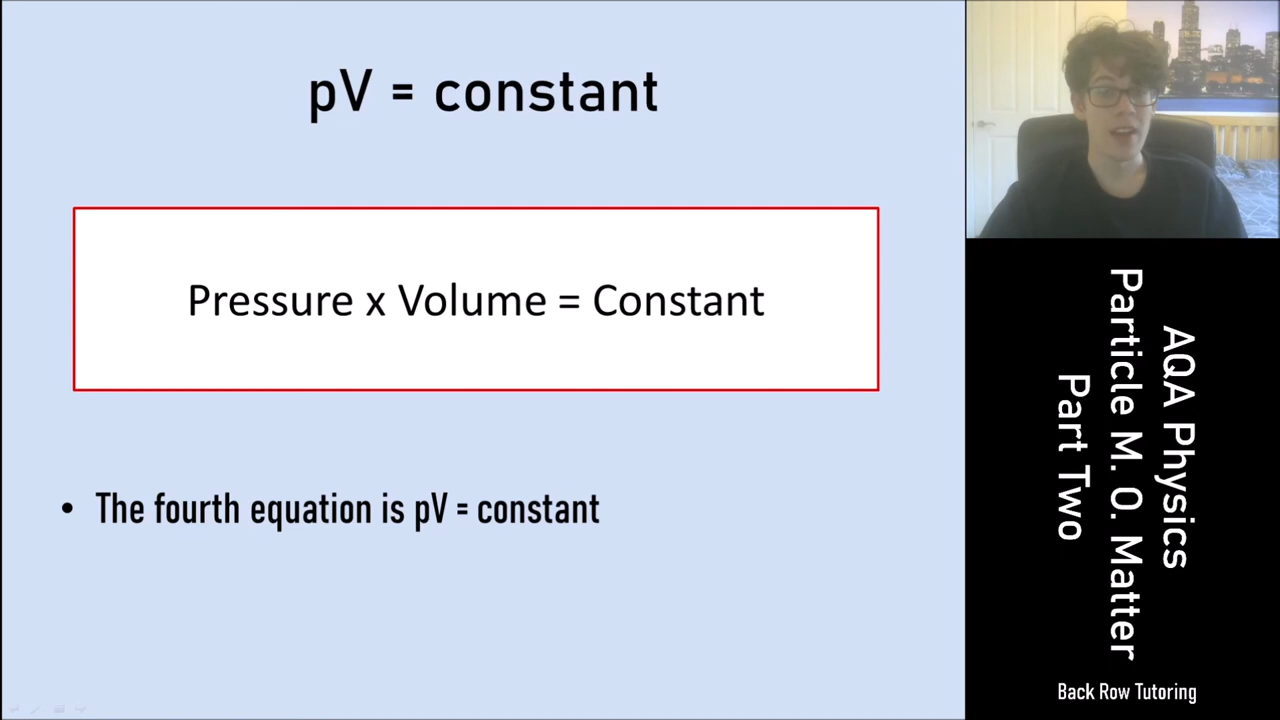 pV = constant
Pressure x Volume = Constant
• The fourth equation is pV = constant
AQA Physics
Particle M. O. Matter
Part Two
Back Row Tutoring